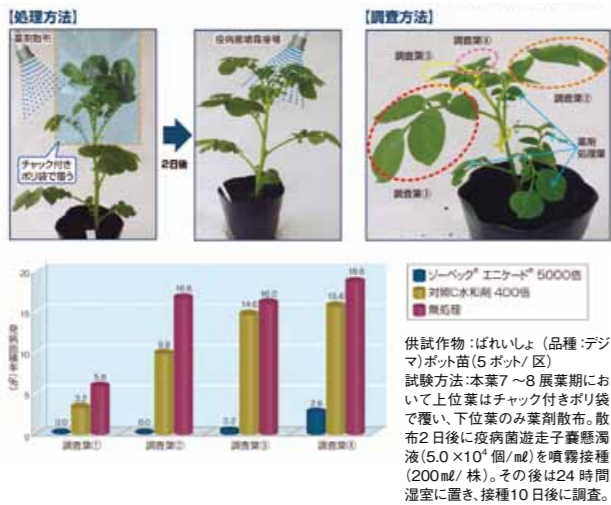 【処理方法】
薬剤散布
チャック付き
ポリ袋で覆う
2日後
疫病菌噴霧接種
【調査方法】
調査葉④
調査葉③
調査葉②
調査葉①
薬剤
処理葉
発病面積率(%)
20
15
10
5
0
0.0
3.2
5.8
0.0
9.8
16.6
0.2
14.6
16.0
2.8
15.4
18.6
調査葉①
調査葉②
調査葉③
調査葉④
ゾーベック® エニケード® 5000倍
対照C水和剤 400倍
無処理
供試作物：ばれいしょ（品種：デジ
マ）ポット苗（5 ポット/ 区）
試験方法：本葉7 ～8 展葉期にお
いて上位葉はチャック付きポリ袋
で覆い、下位葉のみ薬剤散布。散
布2 日後に疫病菌遊走子嚢懸濁
液（5.0 ×10⁴ 個/㎖）を噴霧接種
（200㎖/ 株）。その後は24 時間
湿室に置き、接種10 日後に調査。